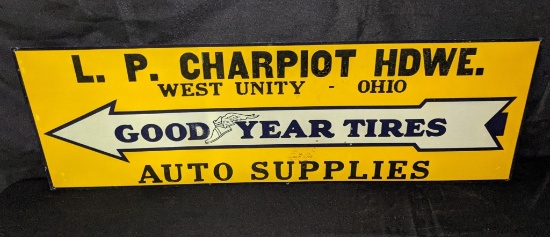 L. P. CHARPIOT HDWE.
WEST UNITY - OHIO
GOOD YEAR TIRES
AUTO SUPPLIES